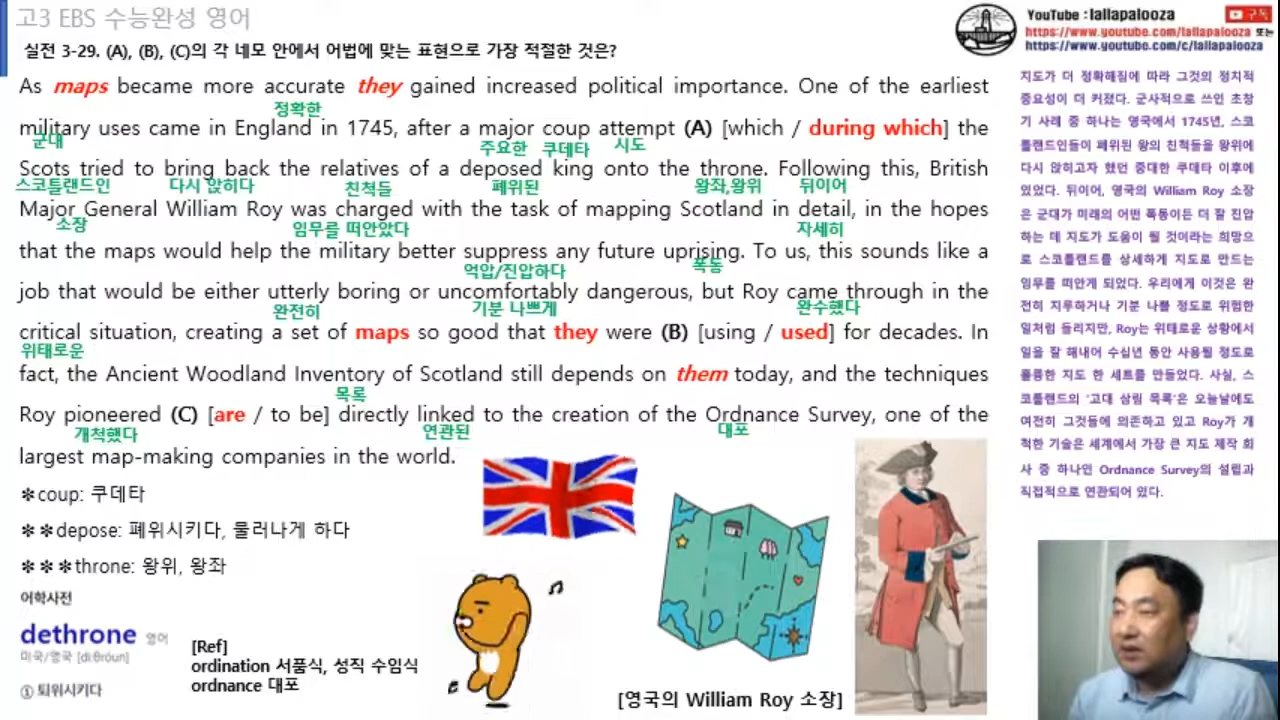 고3 EBS 수능완성 영어
실전 3-29. (A), (B), (C)의 각 네모 안에서 어법에 맞는 표현으로 가장 적절한 것은?
As maps became more accurate they gained increased political importance. One of the earliest
정확한
military uses came in England in 1745, after a major coup attempt (A) [which / during which] the
군대 주요한 쿠데타 시도
Scots tried to bring back the relatives of a deposed king onto the throne. Following this, British
스코틀랜드인 다시 앉히다 친척들 폐위된 왕좌,왕위 뒤이어
Major General William Roy was charged with the task of mapping Scotland in detail, in the hopes
소장 임무를 떠안았다 자세히
that the maps would help the military better suppress any future uprising. To us, this sounds like a
억압/진압하다 폭동
job that would be either utterly boring or uncomfortably dangerous, but Roy came through in the
완전히 기분 나쁘게 완수했다
critical situation, creating a set of maps so good that they were (B) [using / used] for decades. In
위태로운
fact, the Ancient Woodland Inventory of Scotland still depends on them today, and the techniques
목록
Roy pioneered (C) [are / to be] directly linked to the creation of the Ordnance Survey, one of the
개척했다 연관된 대포
largest map-making companies in the world.
＊coup: 쿠데타
＊＊depose: 폐위시키다, 물러나게 하다
＊＊＊throne: 왕위, 왕좌
어학사전
dethrone 영어
미국/영국 [diːθróun]
① 퇴위시키다
[Ref]
ordination 서품식, 성직 수임식
ordnance 대포
[영국의 William Roy 소장]
YouTube : lallapalooza 구독
https://www.youtube.com/lallapalooza 또는
https://www.youtube.com/c/lallapalooza
지도가 더 정확해짐에 따라 그것의 정치적
중요성이 더 커졌다. 군사적으로 쓰인 초창
기 사례 중 하나는 영국에서 1745년, 스코
틀랜드인들이 폐위된 왕의 친척들을 왕위에
다시 앉히고자 했던 중대한 쿠데타 이후에
있었다. 뒤이어, 영국의 William Roy 소장
은 군대가 미래의 어떤 폭동이든 더 잘 진압
하는 데 지도가 도움이 될 것이라는 희망으
로 스코틀랜드를 상세하게 지도로 만드는
임무를 떠안게 되었다. 우리에게 이것은 완
전히 지루하거나 기분 나쁠 정도로 위험한
일처럼 들리지만, Roy는 위태로운 상황에서
일을 잘 해내어 수십년 동안 사용될 정도로
훌륭한 지도 한 세트를 만들었다. 사실, 스
코틀랜드의 '고대 삼림 목록'은 오늘날에도
여전히 그것들에 의존하고 있고 Roy가 개
척한 기술은 세계에서 가장 큰 지도 제작 회
사 중 하나인 Ordnance Survey의 설립과
직접적으로 연관되어 있다.